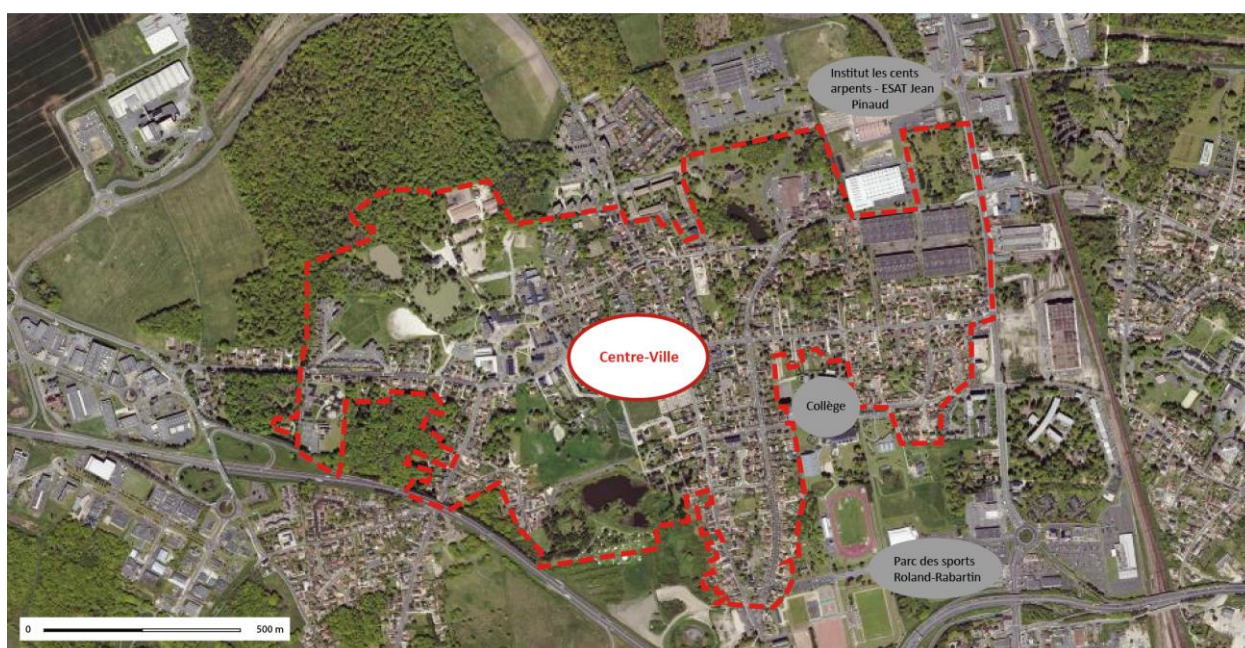 Institut les cents
arpents - ESAT Jean
Pinaud
Centre-Ville
Collège
Parc des sports
Roland-Rabartin
0 500 m